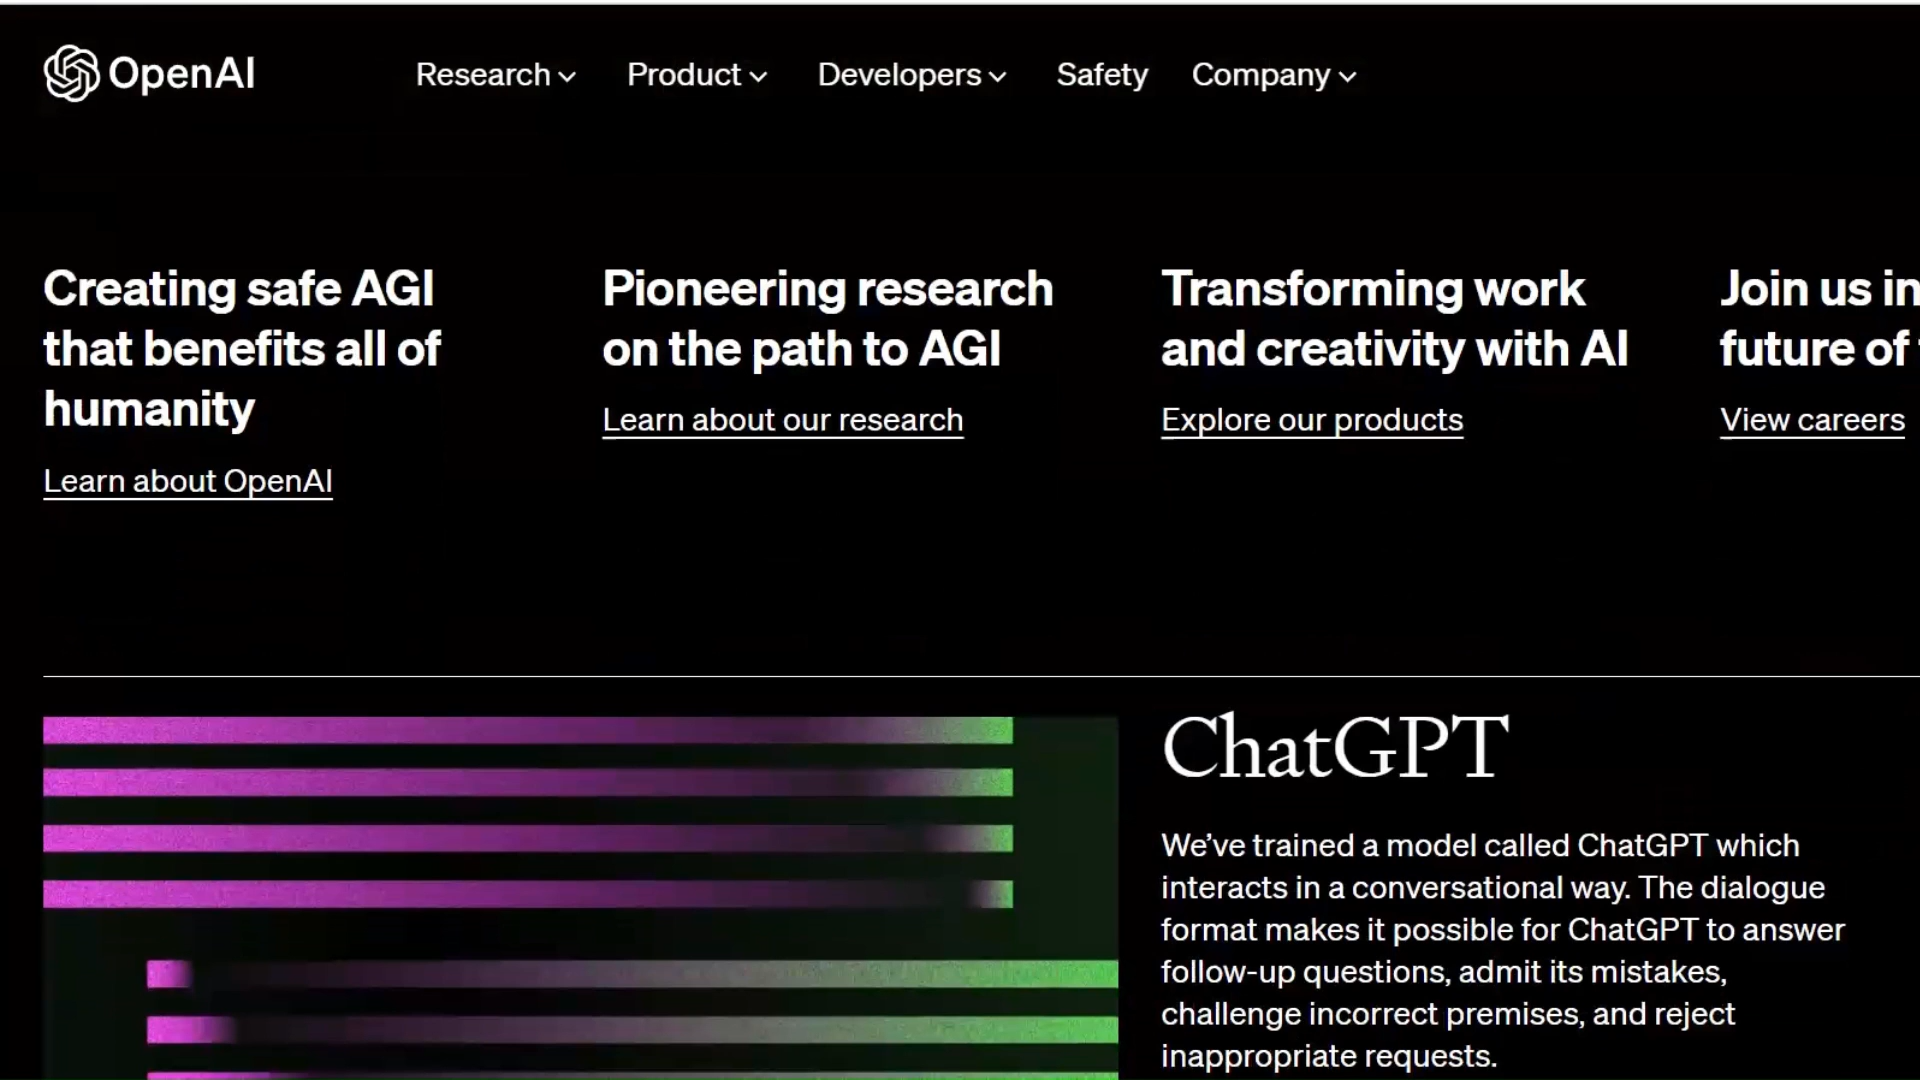 OpenAI
Research
Product
Developers
Safety
Company
Creating safe AGI
that benefits all of
humanity
Learn about OpenAI
Pioneering research
on the path to AGI
Learn about our research
Transforming work
and creativity with AI
Explore our products
Join us in
future of
View careers
ChatGPT
We’ve trained a model called ChatGPT which
interacts in a conversational way. The dialogue
format makes it possible for ChatGPT to answer
follow-up questions, admit its mistakes,
challenge incorrect premises, and reject
inappropriate requests.